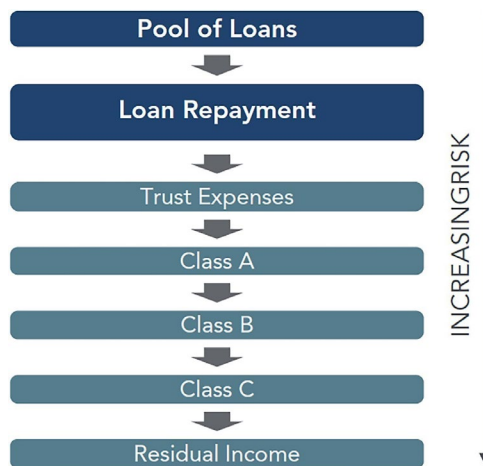 Pool of Loans
Loan Repayment
Trust Expenses
Class A
Class B
Class C
Residual Income
INCREASINGRISK